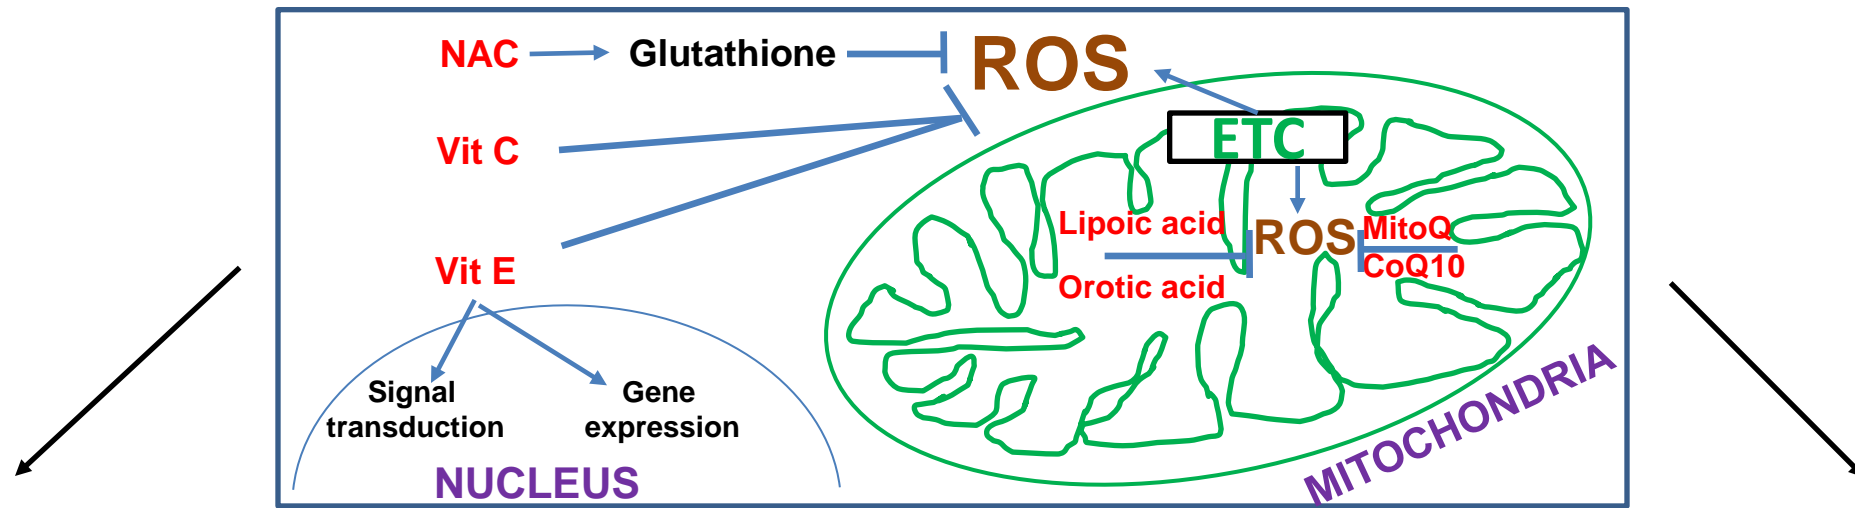 NAC
Glutathione
ROS
ETC
Vit C
Lipoic acid
ROS
MitoQ
CoQ10
Vit E
Orotic acid
Signal
transduction
Gene
expression
NUCLEUS
MITOCHONDRIA